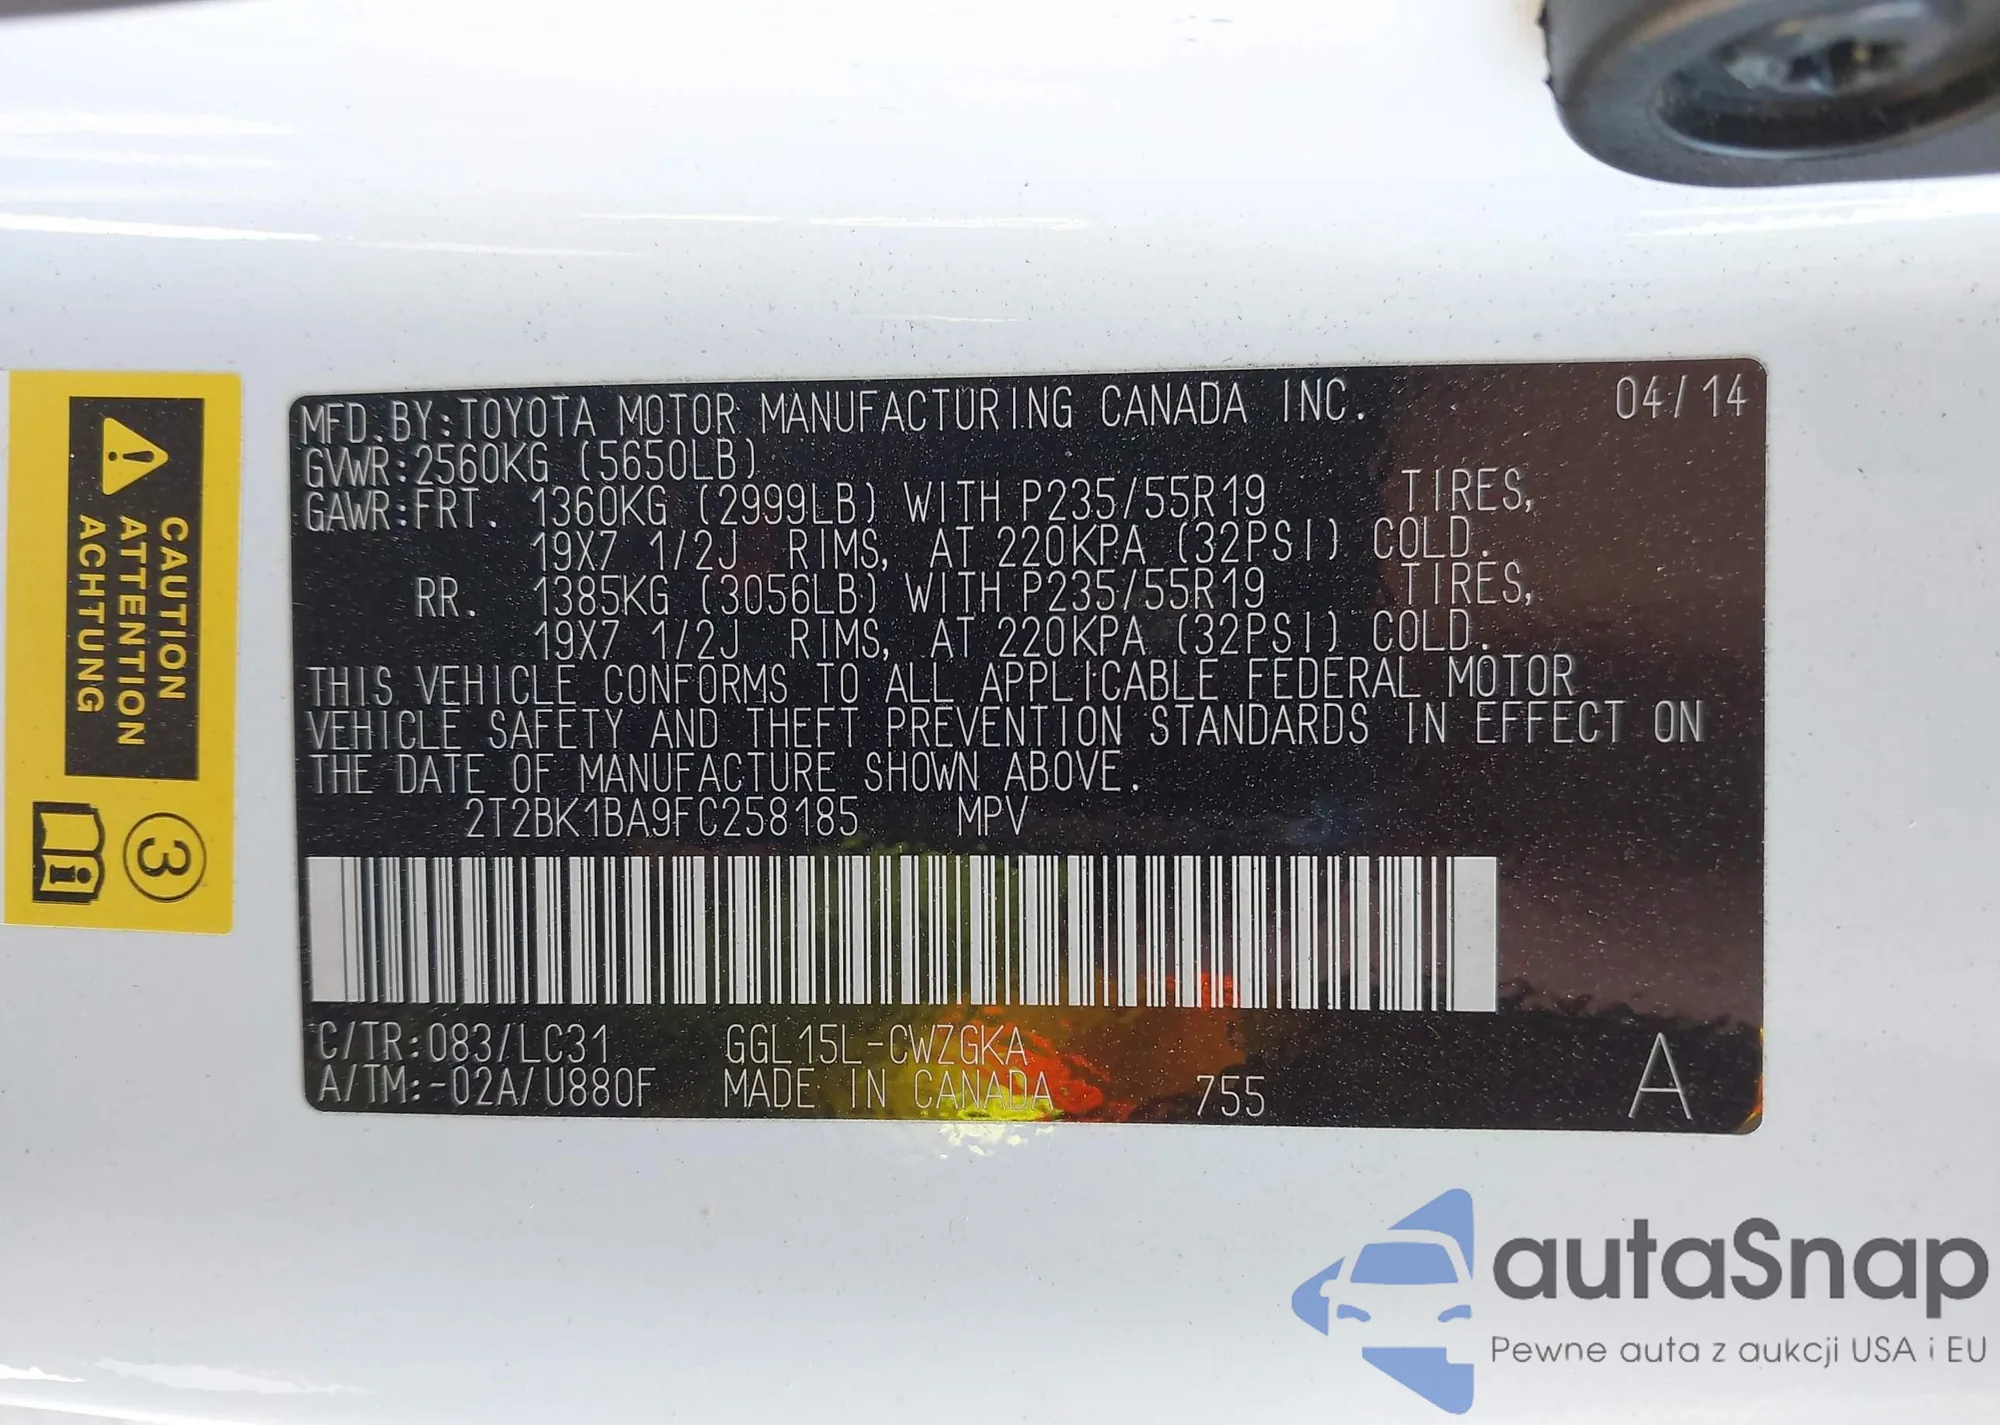 MFD.BY:TOYOTA MOTOR MANUFACTURING CANADA INC. 04/14
GVWR:2560KG (5650LB)
GAWR:FRT. 1360KG (2999LB) WITH P235/55R19 TIRES,
19X7 1/2J RIMS, AT 220KPA (32PSI) COLD.
RR. 1385KG (3056LB) WITH P235/55R19 TIRES,
19X7 1/2J RIMS, AT 220KPA (32PSI) COLD.
THIS VEHICLE CONFORMS TO ALL APPLICABLE FEDERAL MOTOR
VEHICLE SAFETY AND THEFT PREVENTION STANDARDS IN EFFECT ON
THE DATE OF MANUFACTURE SHOWN ABOVE.
2T2BK1BA9FC258185 MPV
C/TR:083/LC31 GGL15L-CWZGKA
A/TM:-02A/U880F MADE IN CANADA 755 A
CAUTION
ATTENTION
ACHTUNG
3
i
autaSnap
Pewne auta z aukcji USA i EU